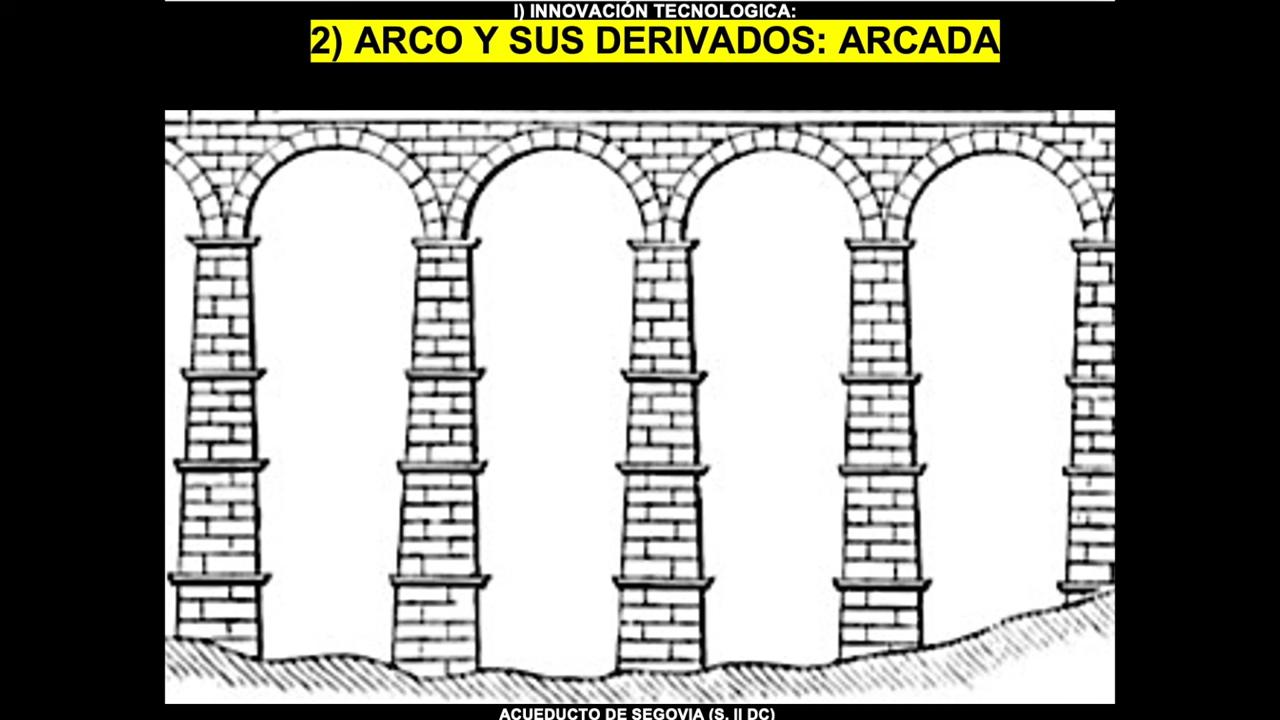 I) INNOVACIÓN TECNOLOGICA:
2) ARCO Y SUS DERIVADOS: ARCADA
ACUEDUCTO DE SEGOVIA (S. II DC)